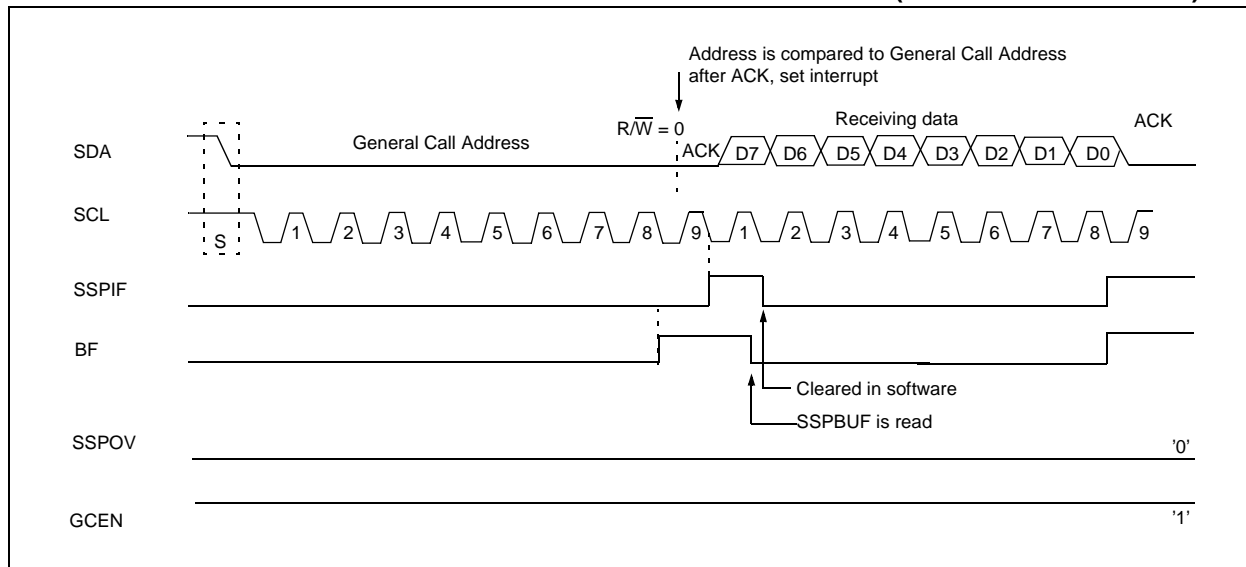 Address is compared to General Call Address
after ACK, set interrupt
R/W̅ = 0
Receiving data
ACK
SDA
General Call Address
ACK
D7 D6 D5 D4 D3 D2 D1 D0
SCL
S
1 2 3 4 5 6 7 8 9 1 2 3 4 5 6 7 8 9
SSPIF
BF
Cleared in software
SSPBUF is read
SSPOV
'0'
GCEN
'1'